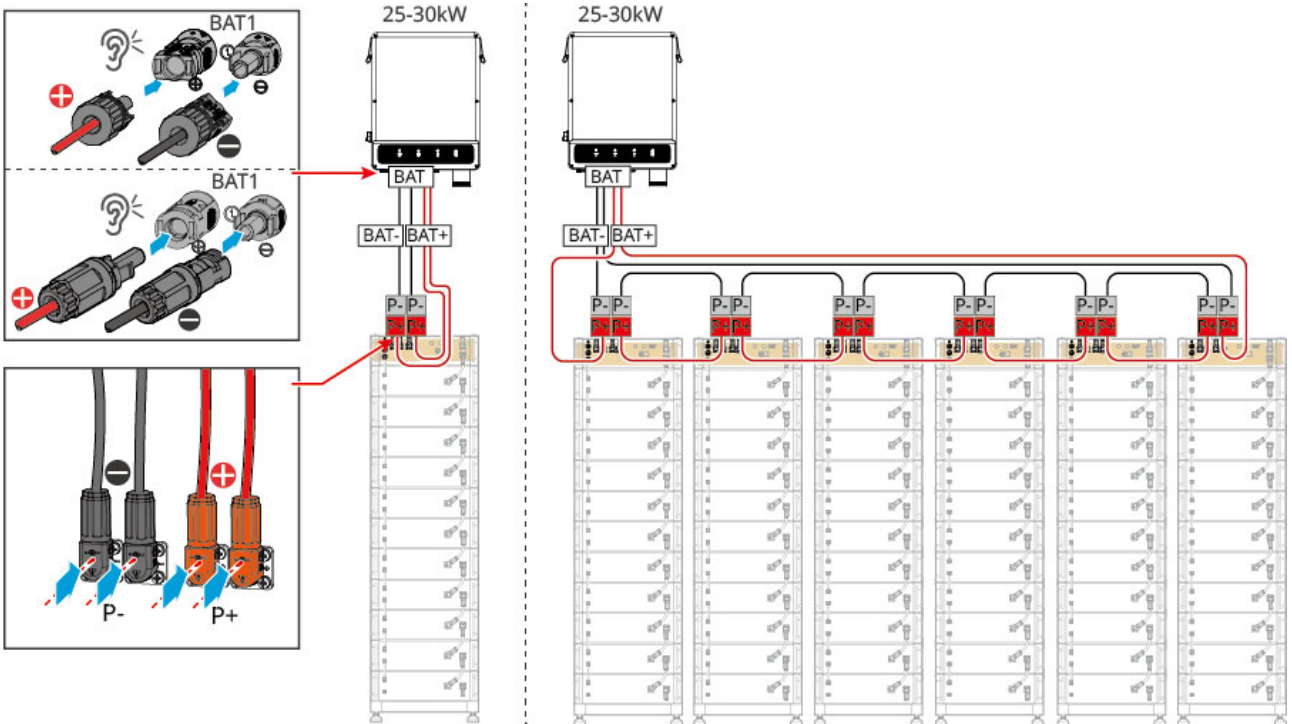 BAT1
BAT1
P-
P+
25-30kW
BAT
BAT- BAT+
P- P-
P+ P+
25-30kW
BAT
BAT- BAT+
P- P- P- P- P- P- P- P- P- P- P- P-
P+ P+ P+ P+ P+ P+ P+ P+ P+ P+ P+ P+